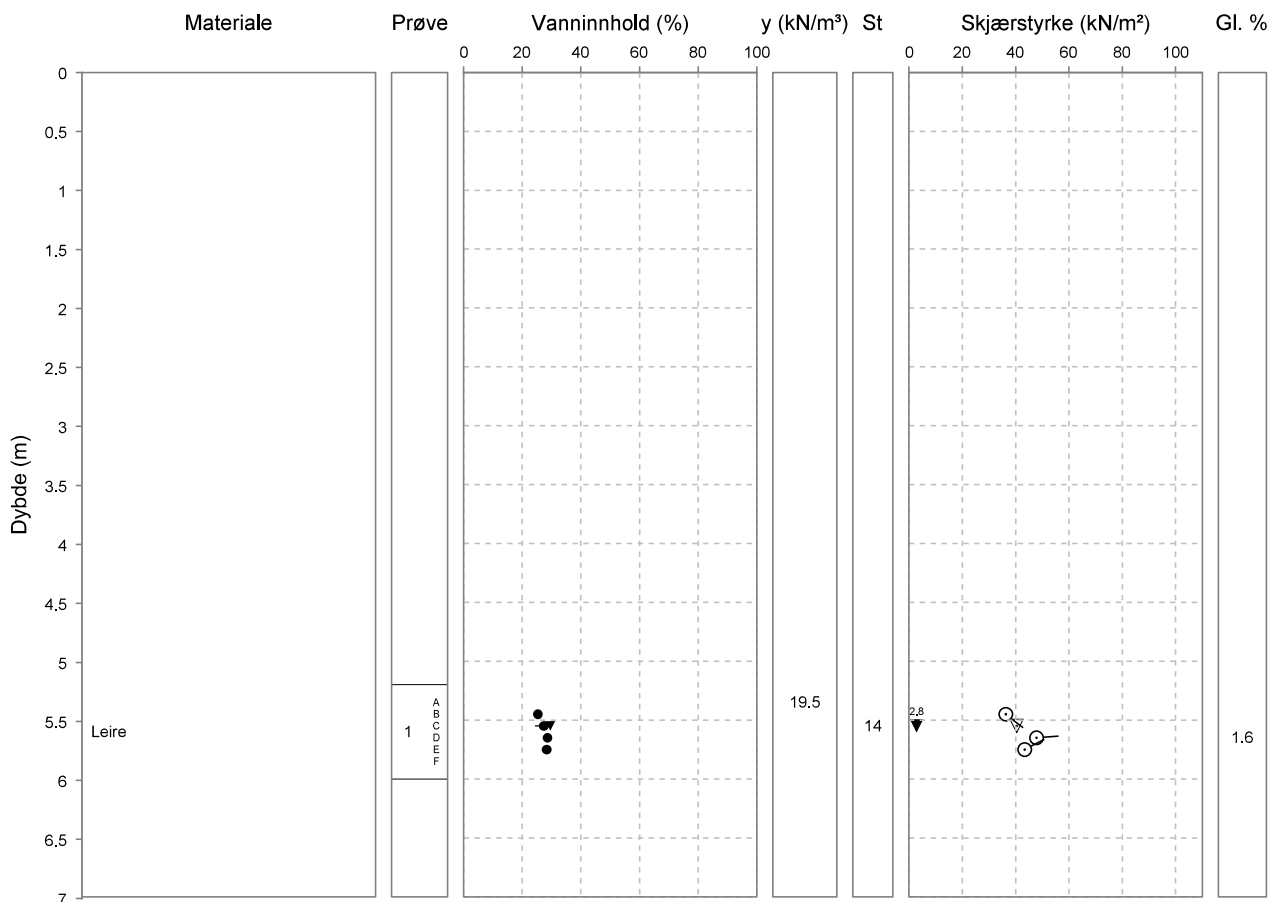 Materiale Prøve Vanninnhold (%) y (kN/m³) St Skjærstyrke (kN/m²) Gl. %
0 20 40 60 80 100 0 20 40 60 80 100
Dybde (m)
0
0.5
1
1.5
2
2.5
3
3.5
4
4.5
5
5.5
6
6.5
7
Leire
1
A
B
C
D
E
F
19.5
14
2.8
1.6